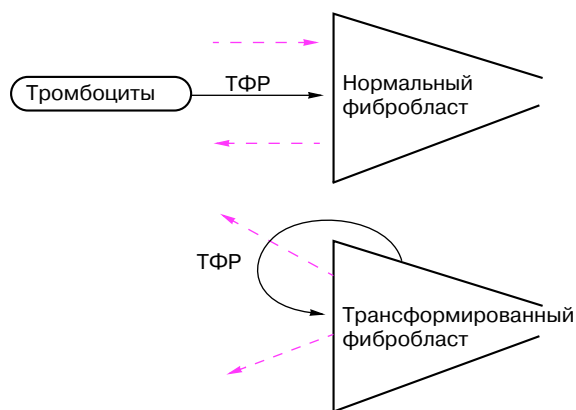 ТФР
Тромбоциты
Нормальный
фибробласт
ТФР
Трансформированный
фибробласт